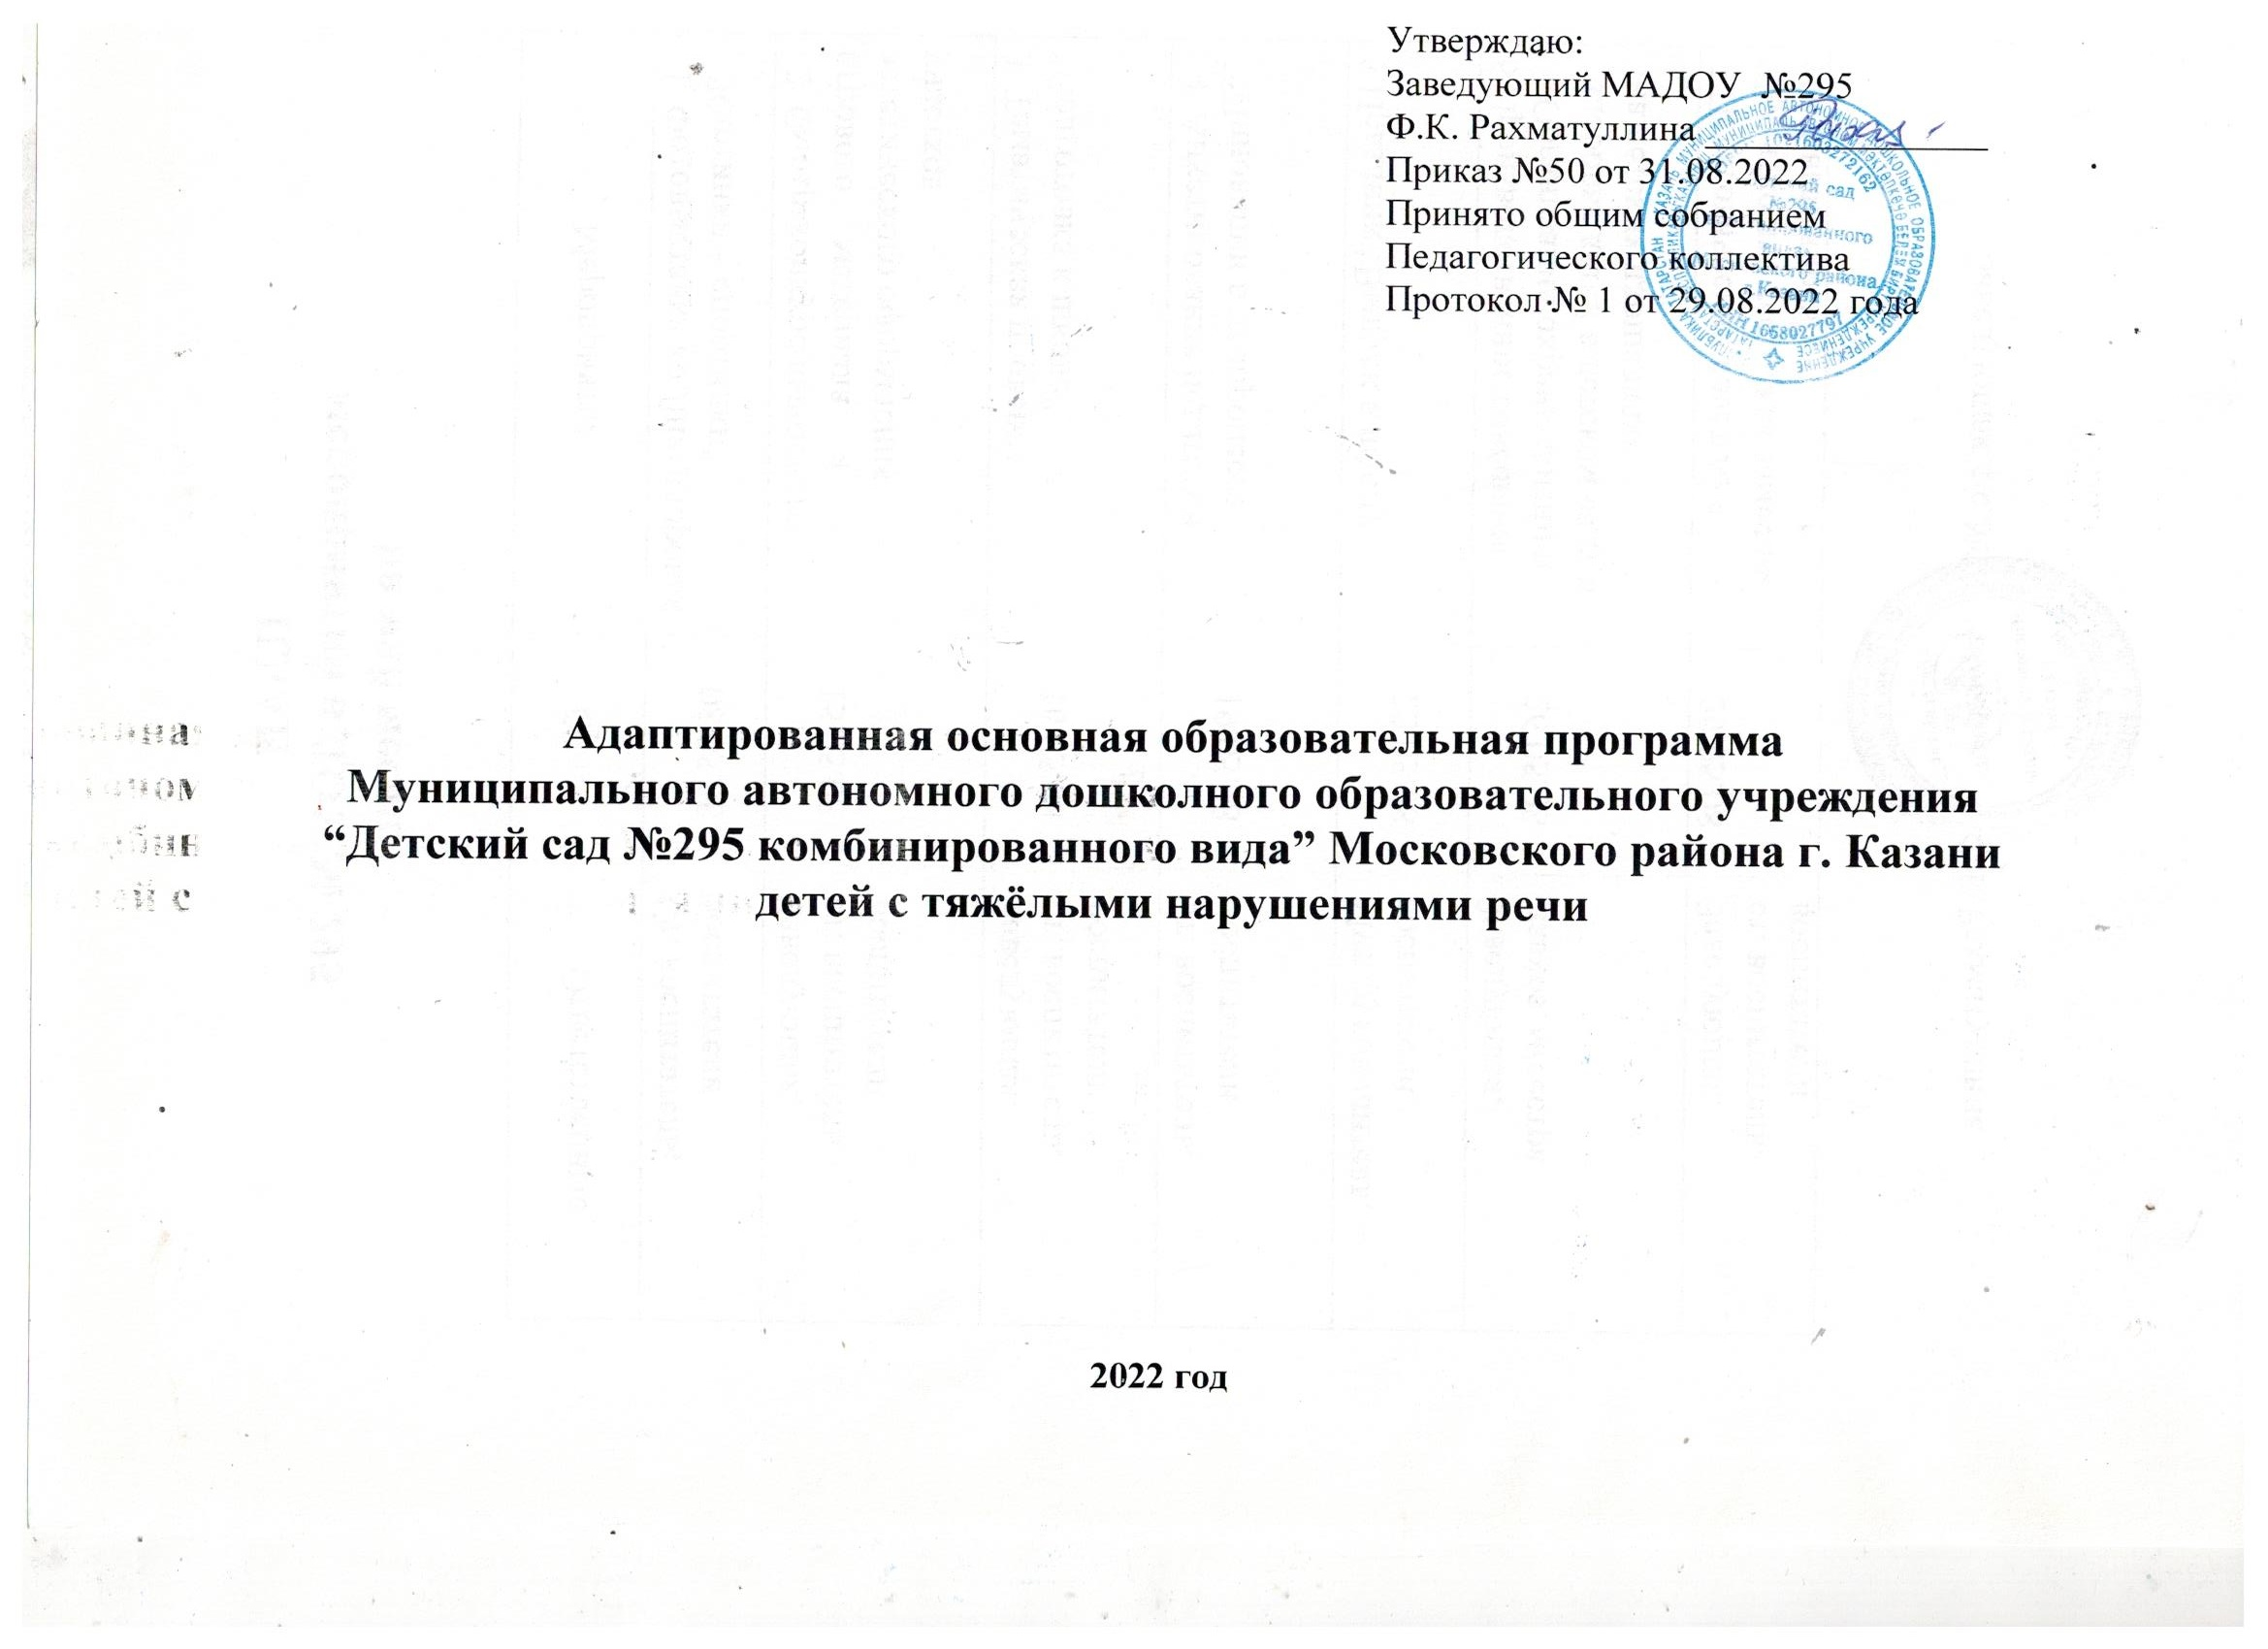 Утверждаю:
Заведующий МАДОУ №295
Ф.К. Рахматуллина
Приказ №50 от 31.08.2022
Принято общим собранием
Педагогического коллектива
Протокол № 1 от 29.08.2022 года
Адаптированная основная образовательная программа
Муниципального автономного дошколного образовательного учреждения
“Детский сад №295 комбинированного вида” Московского района г. Казани
детей с тяжёлыми нарушениями речи
2022 год